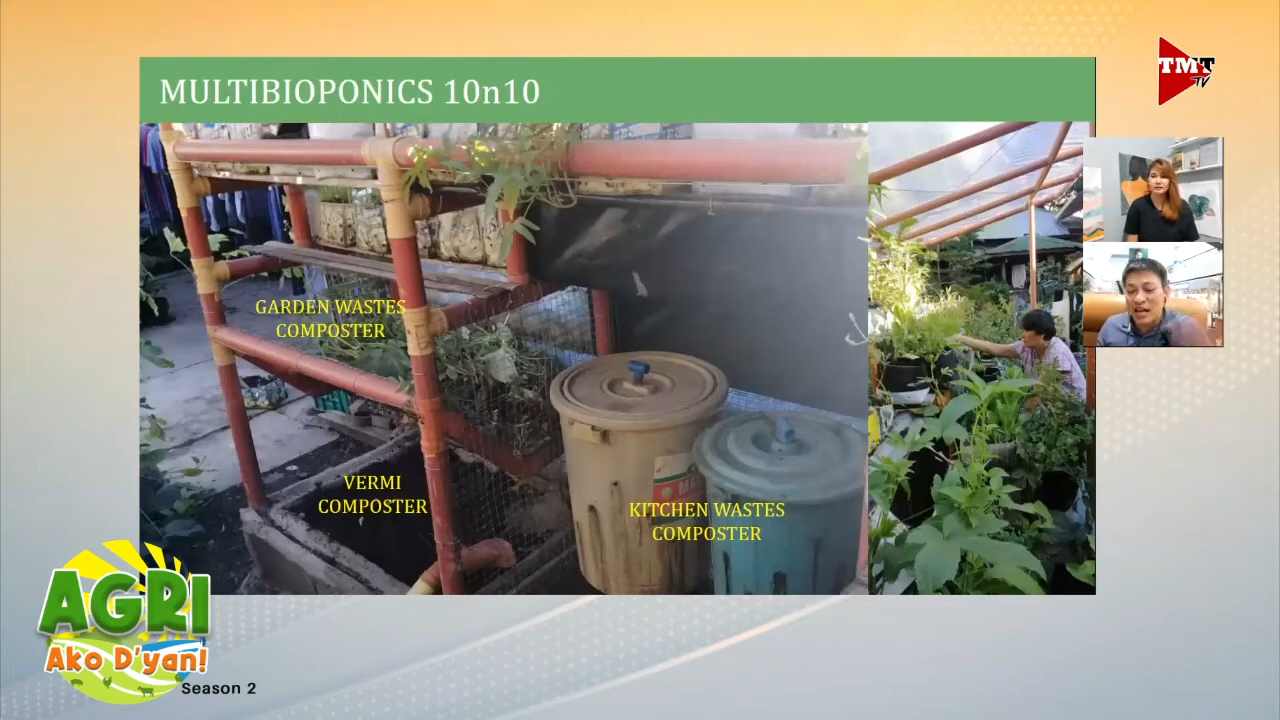 MULTIBIOPONICS 10n10
TMT
TV
GARDEN WASTES
COMPOSTER
VERMI
COMPOSTER
KITCHEN WASTES
COMPOSTER
AGRI
Ako D'yan!
Season 2